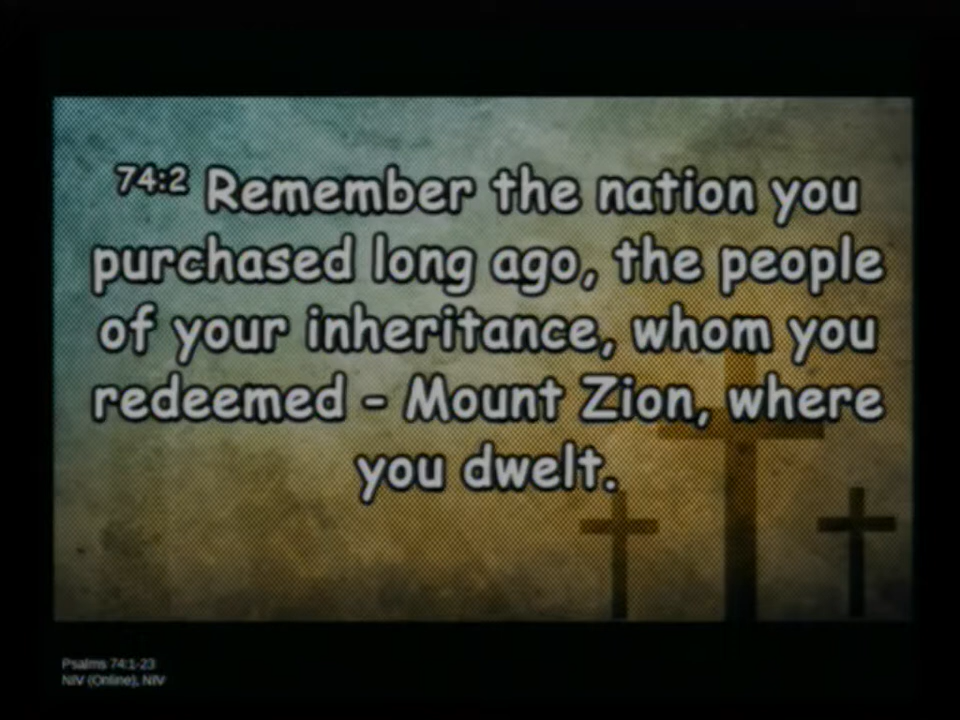 74:2 Remember the nation you
purchased long ago, the people
of your inheritance, whom you
redeemed - Mount Zion, where
you dwelt.
Psalms 74:1-23
NIV (Online), NIV